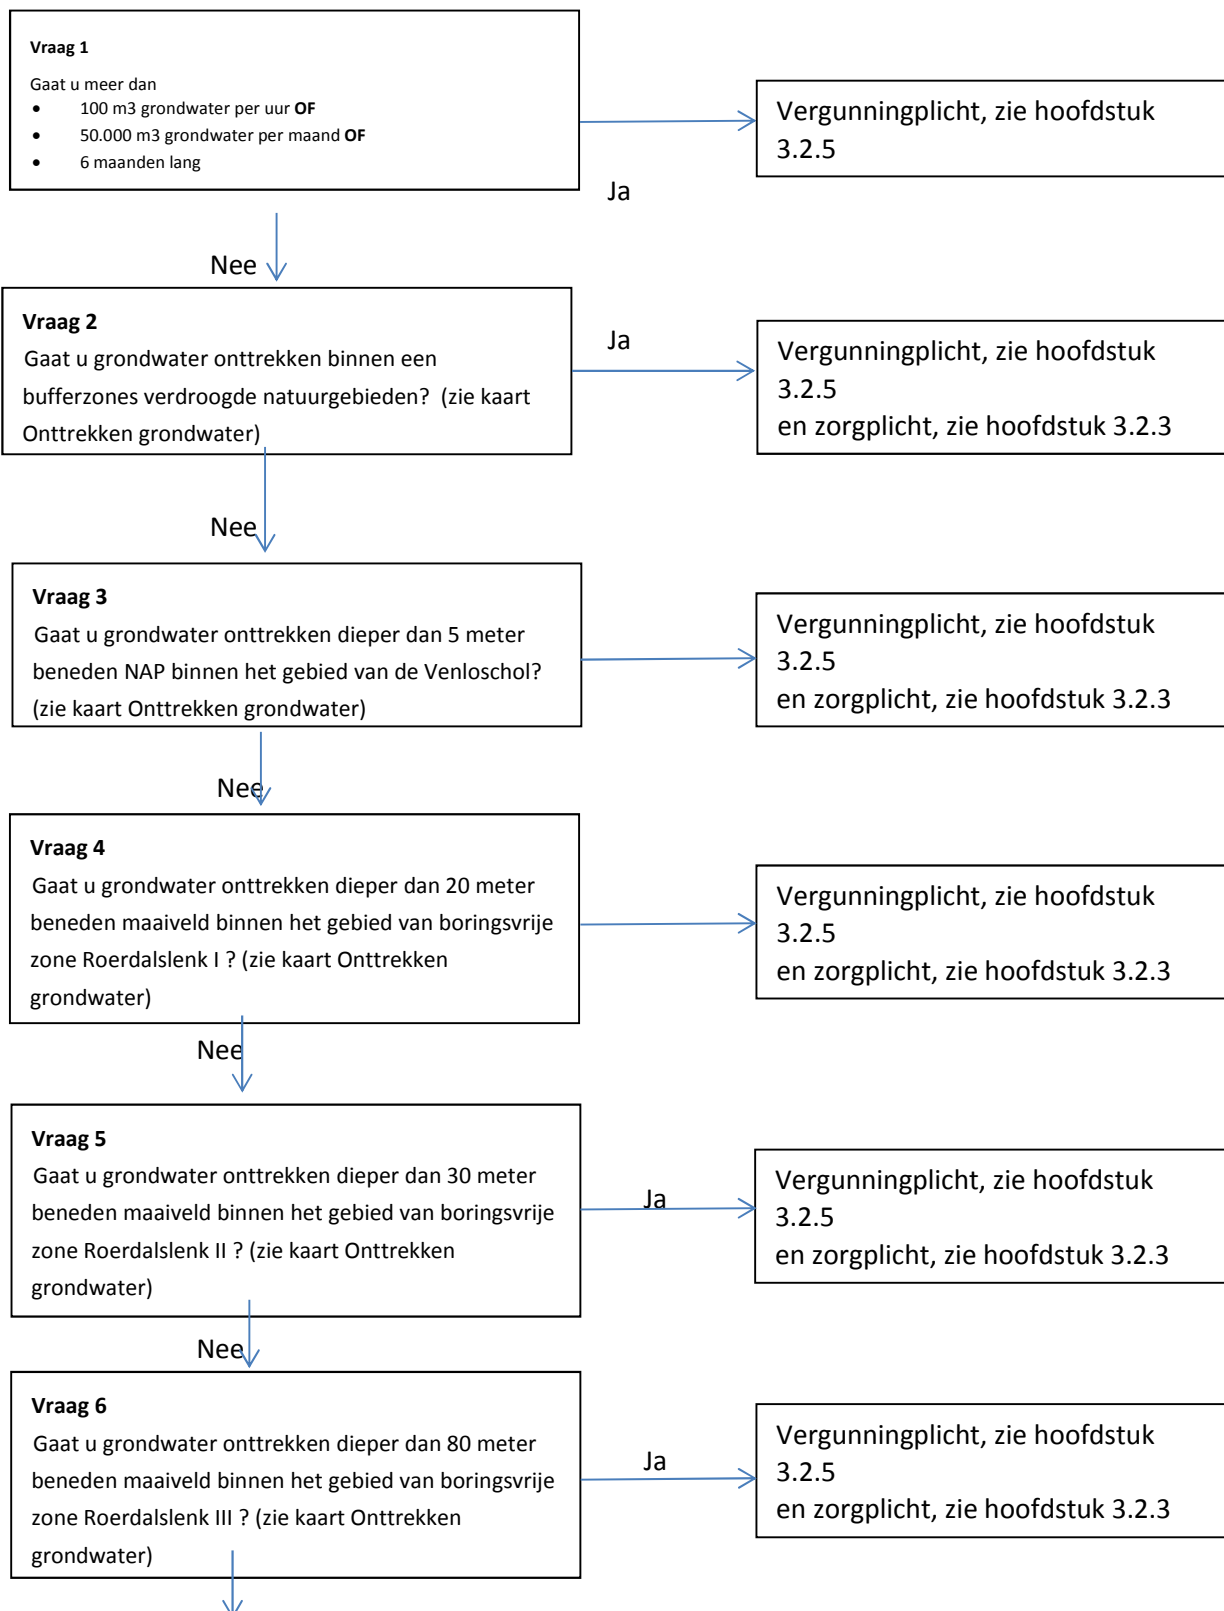 Vraag 1
Gaat u meer dan
• 100 m3 grondwater per uur OF
• 50.000 m3 grondwater per maand OF
• 6 maanden lang
Vergunningplicht, zie hoofdstuk
3.2.5
Ja
Nee
Vraag 2
Gaat u grondwater onttrekken binnen een
bufferzones verdroogde natuurgebieden? (zie kaart
Onttrekken grondwater)
Ja
Vergunningplicht, zie hoofdstuk
3.2.5
en zorgplicht, zie hoofdstuk 3.2.3
Nee
Vraag 3
Gaat u grondwater onttrekken dieper dan 5 meter
beneden NAP binnen het gebied van de Venloschol?
(zie kaart Onttrekken grondwater)
Vergunningplicht, zie hoofdstuk
3.2.5
en zorgplicht, zie hoofdstuk 3.2.3
Nee
Vraag 4
Gaat u grondwater onttrekken dieper dan 20 meter
beneden maaiveld binnen het gebied van boringsvrije
zone Roerdalslenk I ? (zie kaart Onttrekken
grondwater)
Vergunningplicht, zie hoofdstuk
3.2.5
en zorgplicht, zie hoofdstuk 3.2.3
Nee
Vraag 5
Gaat u grondwater onttrekken dieper dan 30 meter
beneden maaiveld binnen het gebied van boringsvrije
zone Roerdalslenk II ? (zie kaart Onttrekken
grondwater)
Ja
Vergunningplicht, zie hoofdstuk
3.2.5
en zorgplicht, zie hoofdstuk 3.2.3
Nee
Vraag 6
Gaat u grondwater onttrekken dieper dan 80 meter
beneden maaiveld binnen het gebied van boringsvrije
zone Roerdalslenk III ? (zie kaart Onttrekken
grondwater)
Ja
Vergunningplicht, zie hoofdstuk
3.2.5
en zorgplicht, zie hoofdstuk 3.2.3